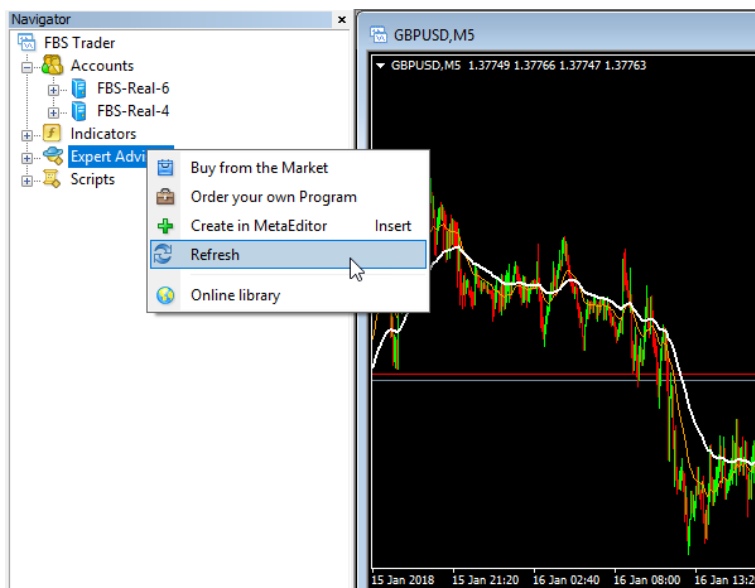 Navigator
FBS Trader
Accounts
FBS-Real-6
FBS-Real-4
Indicators
Expert
Scripts
Buy from the Market
Order your own Program
Create in MetaEditor Insert
Refresh
Online library
GBPUSD,M5
GBPUSD,M5 1.37749 1.37766 1.37747 1.37763
15 Jan 2018 15 Jan 21:20 16 Jan 02:40 16 Jan 08:00 16 Jan 13:2